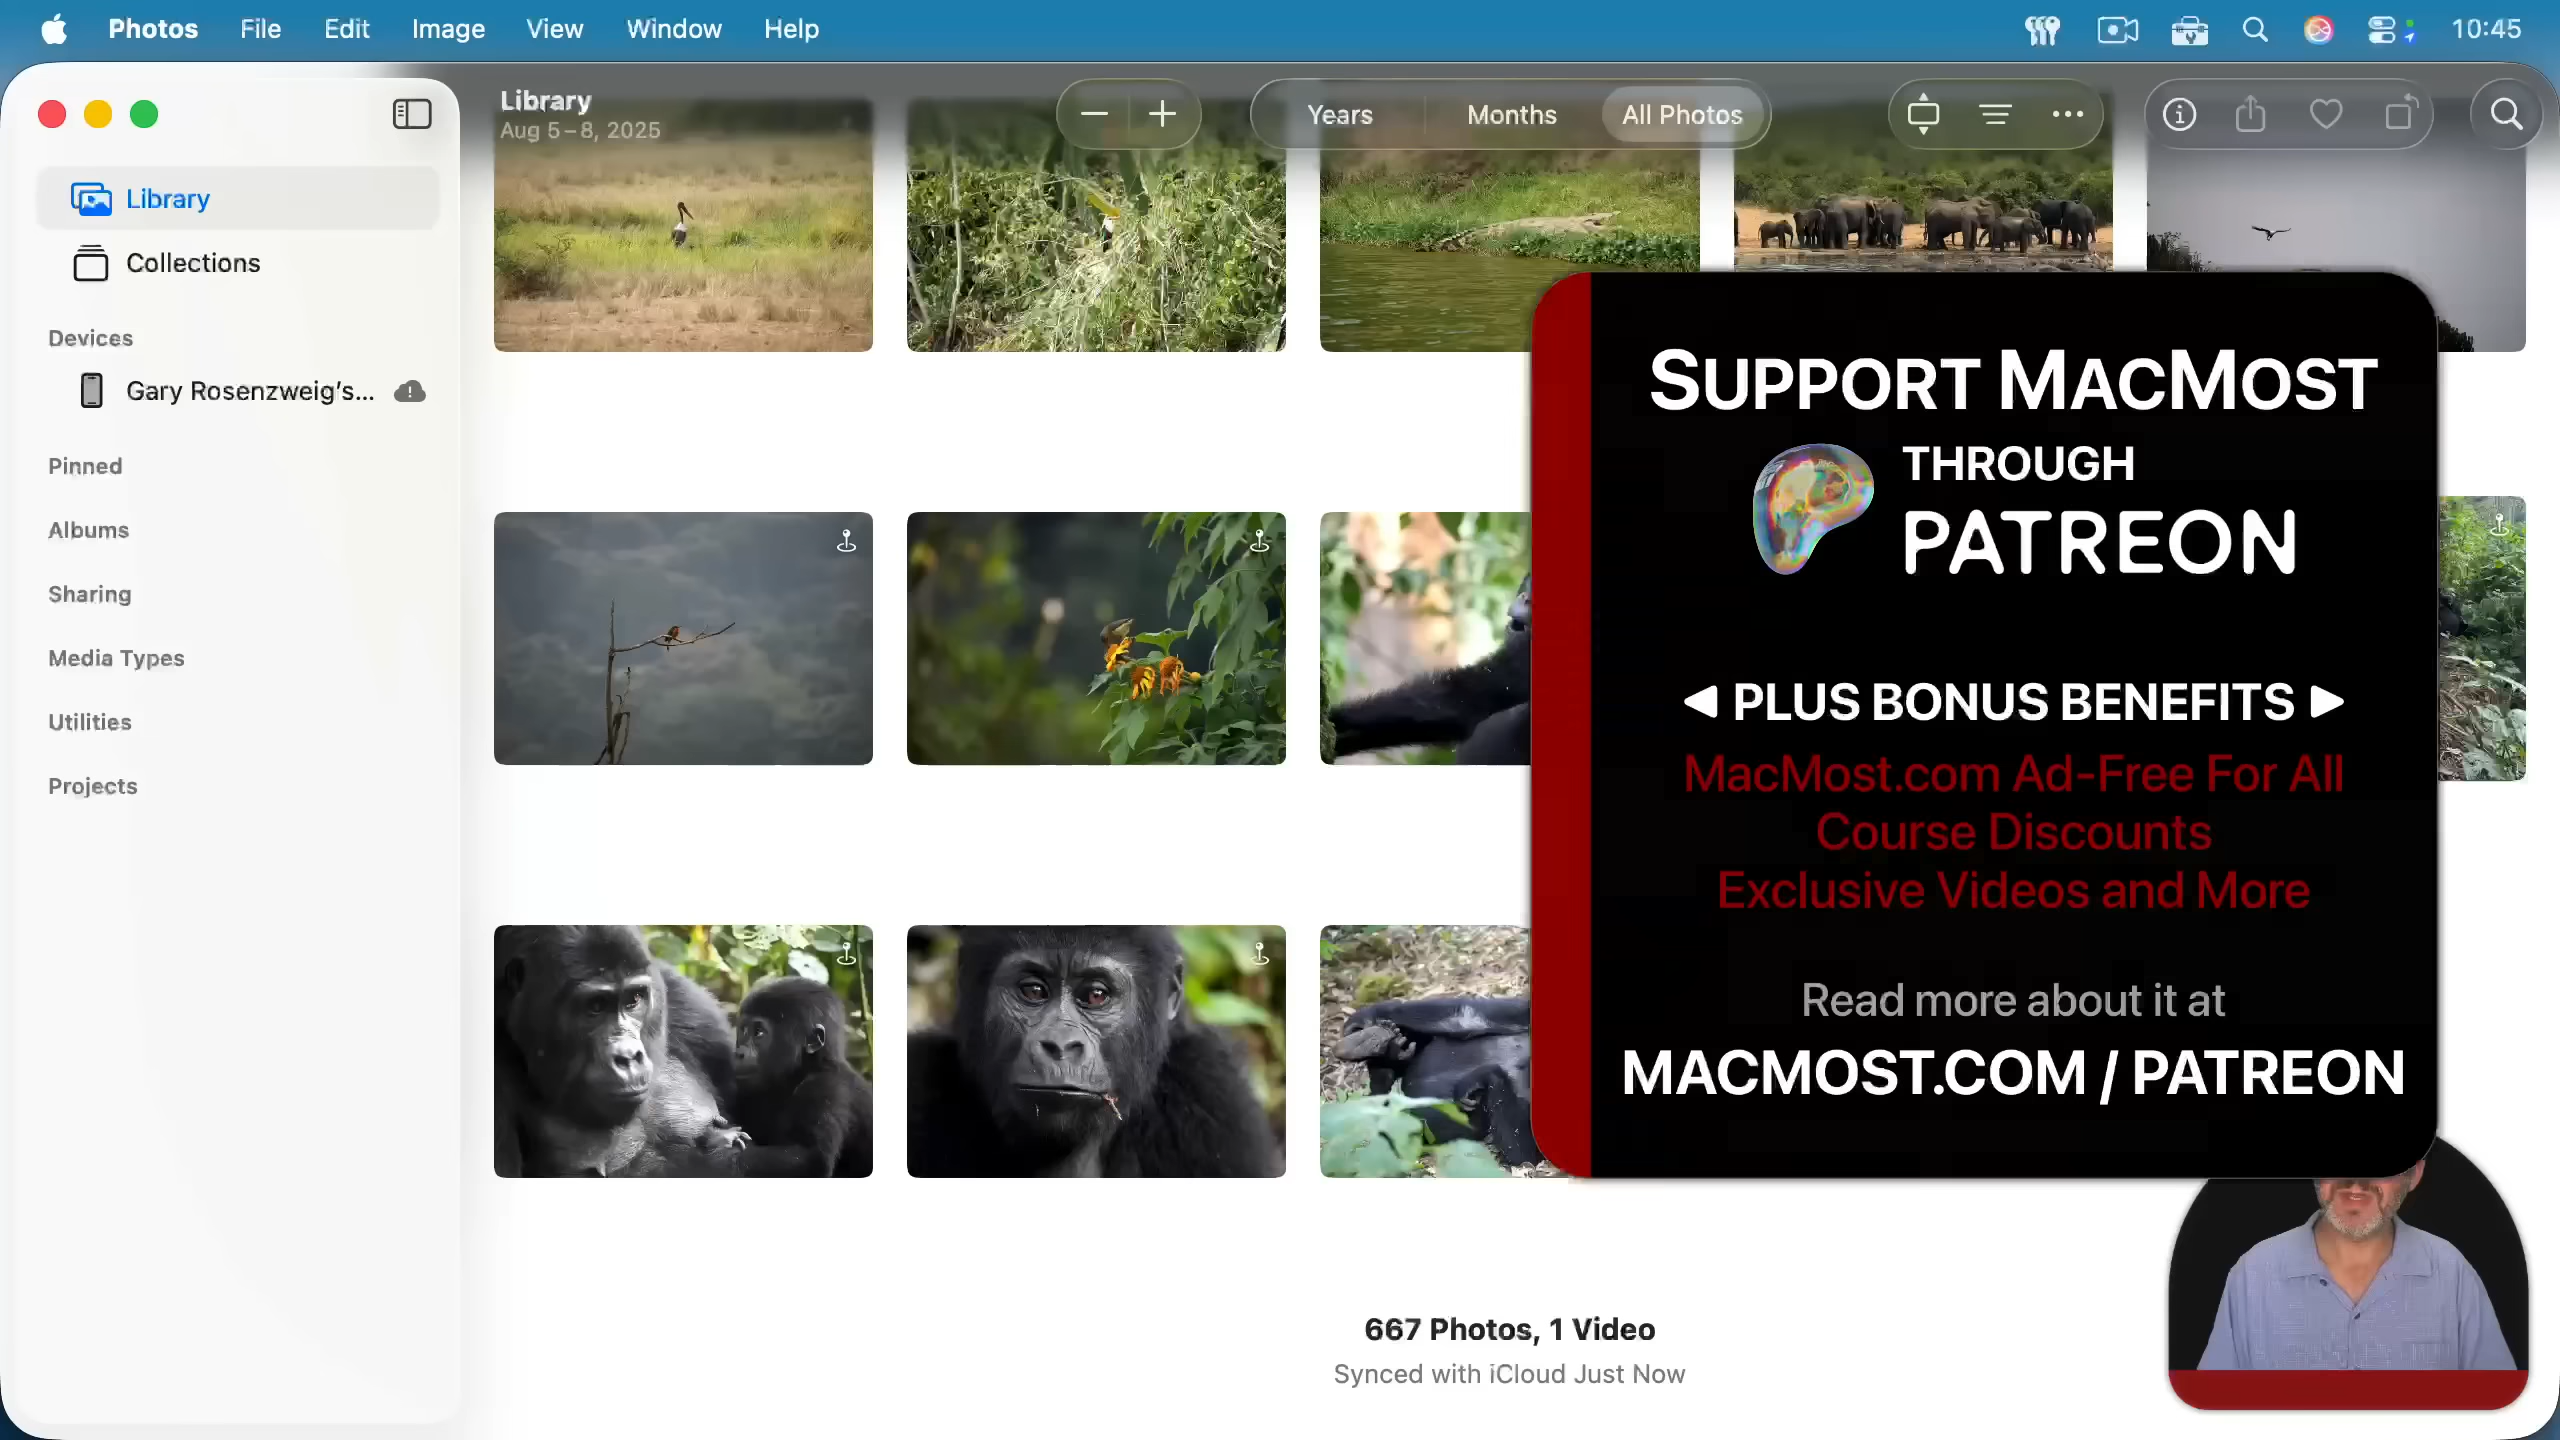 Photos File Edit Image View Window Help 10:45
Library
Aug 5–8, 2025
Years Months All Photos
Library
Collections
Devices
Gary Rosenzweig's...
Pinned
Albums
Sharing
Media Types
Utilities
Projects
SUPPORT MACMOST
THROUGH
PATREON
◀ PLUS BONUS BENEFITS ▶
MacMost.com Ad-Free For All
Course Discounts
Exclusive Videos and More
Read more about it at
MACMOST.COM / PATREON
667 Photos, 1 Video
Synced with iCloud Just Now